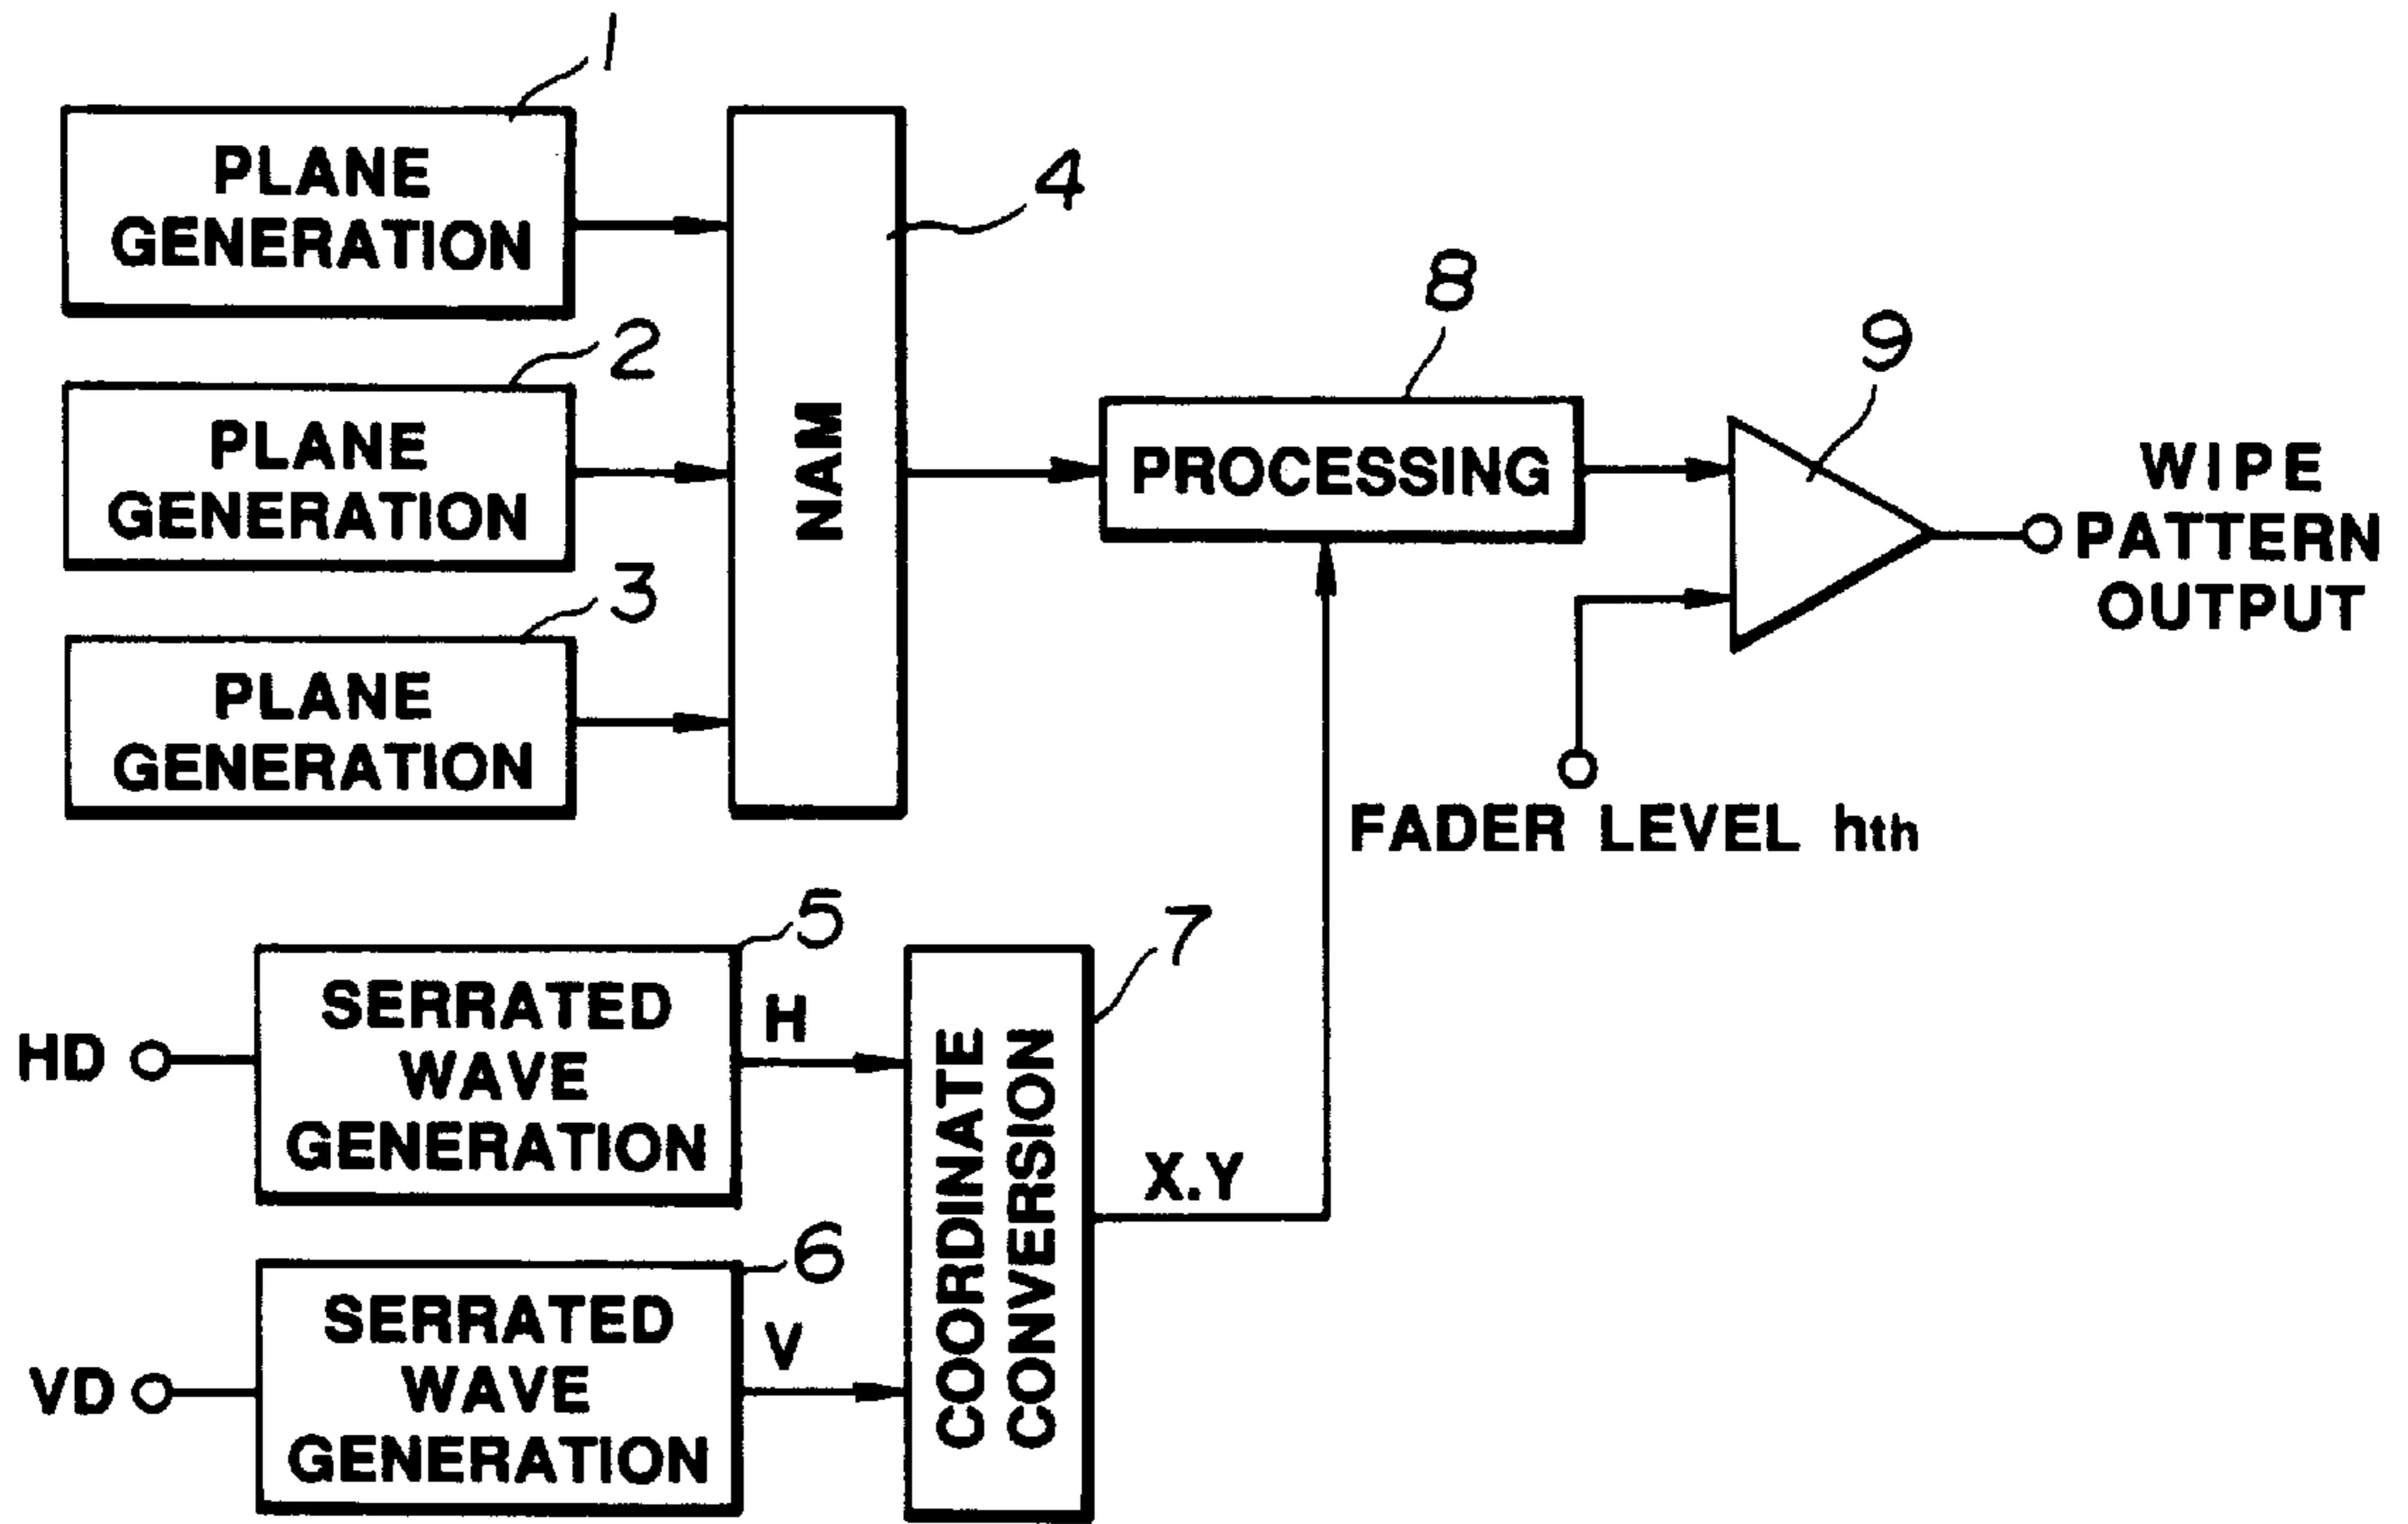 1
PLANE
GENERATION
2
PLANE
GENERATION
3
PLANE
GENERATION
NAM
4
8
PROCESSING
9
WIPE
PATTERN
OUTPUT
FADER LEVEL hth
HD
5
SERRATED
WAVE
GENERATION
H
VD
6
SERRATED
WAVE
GENERATION
V
7
COORDINATE
CONVERSION
X.Y